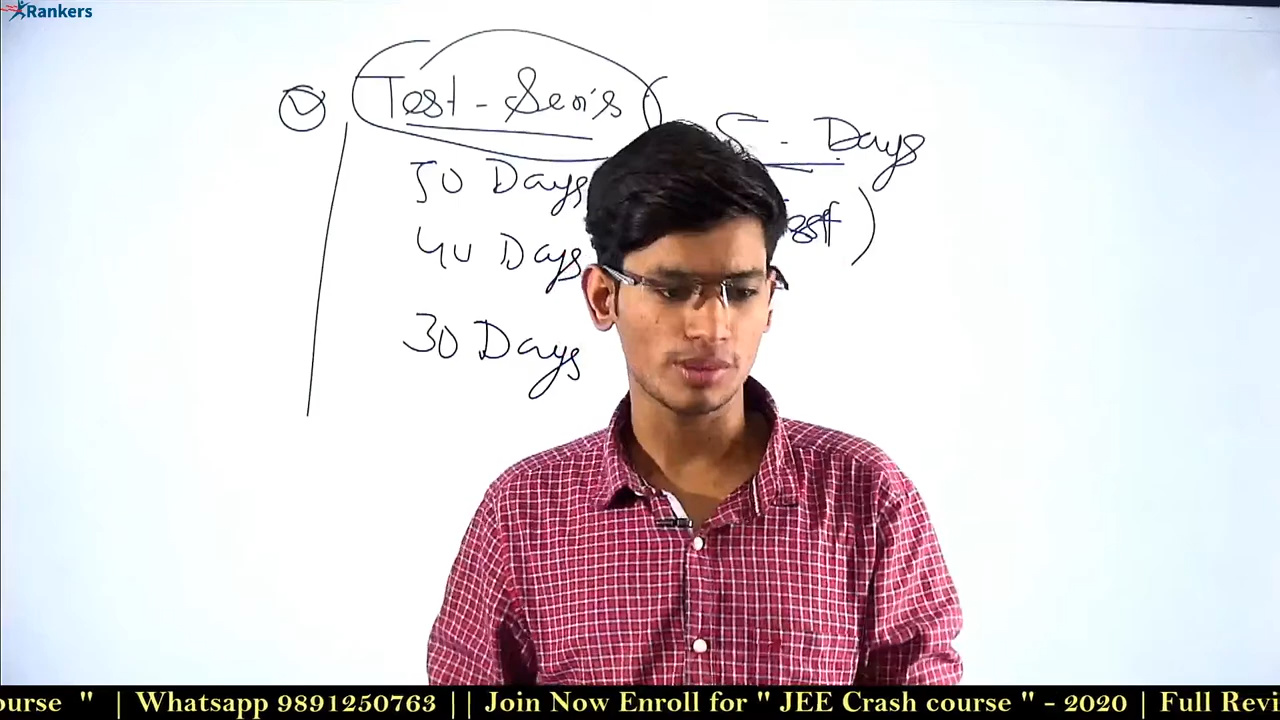 Rankers
Test - Series
5 - Days
50 Days
Test )
40 Days
30 Days
ourse " | Whatsapp 9891250763 || Join Now Enroll for " JEE Crash course " - 2020 | Full Revi